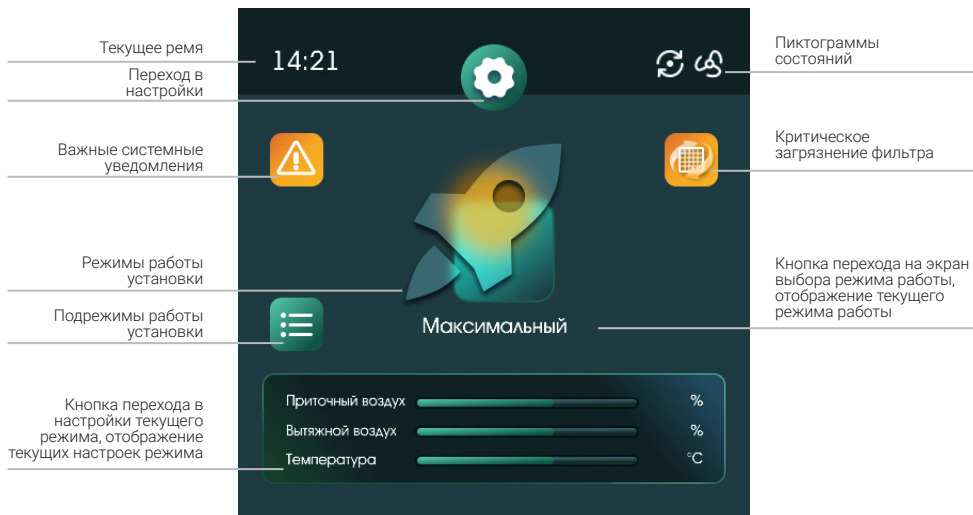 Текущее ремя
Переход в
настройки
Важные системные
уведомления
Режимы работы
установки
Подрежимы работы
установки
Кнопка перехода в
настройки текущего
режима, отображение
текущих настроек режима
14:21
Максимальный
Приточный воздух %
Вытяжной воздух %
Температура °C
Пиктограммы
состояний
Критическое
загрязнение фильтра
Кнопка перехода на экран
выбора режима работы,
отображение текущего
режима работы